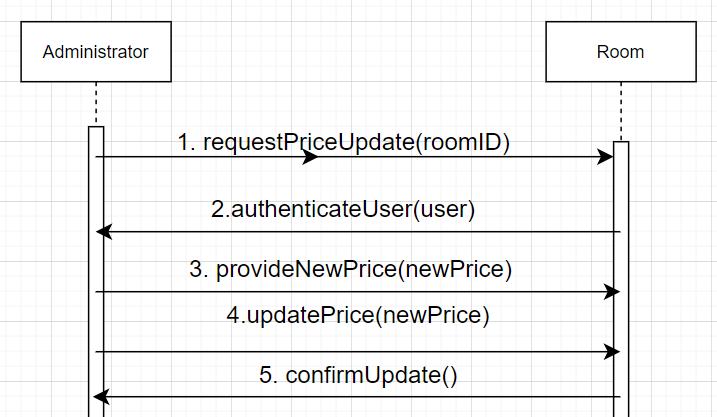 Administrator
Room
1. requestPriceUpdate(roomID)
2.authenticateUser(user)
3. provideNewPrice(newPrice)
4.updatePrice(newPrice)
5. confirmUpdate()